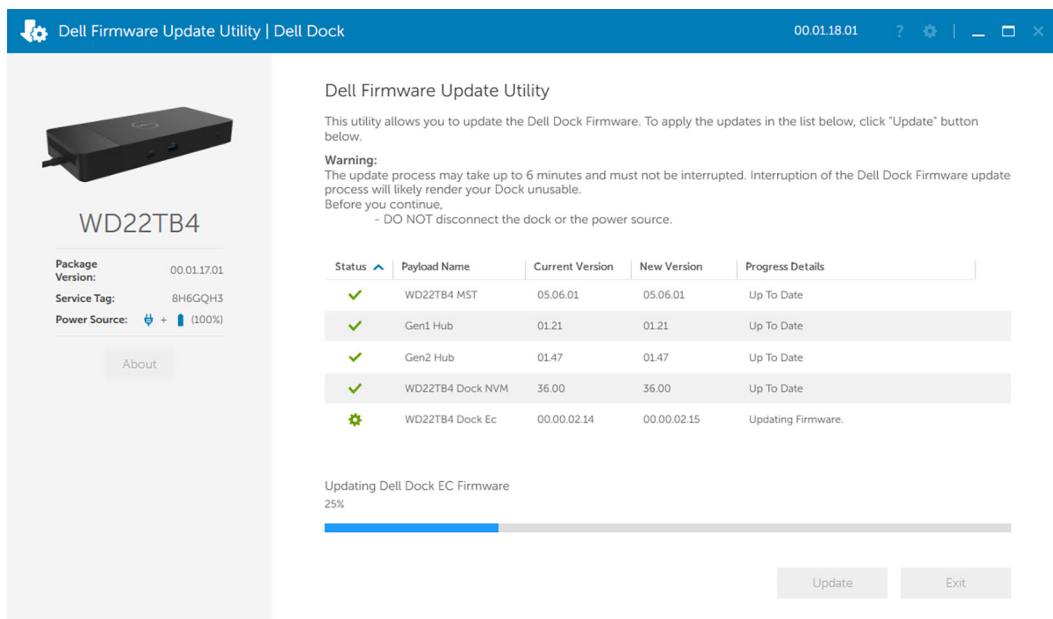 Dell Firmware Update Utility | Dell Dock
00.01.18.01
?
WD22TB4
Package Version: 00.01.17.01
Service Tag: 8H6GQH3
Power Source: + (100%)
About
Dell Firmware Update Utility
This utility allows you to update the Dell Dock Firmware. To apply the updates in the list below, click "Update" button
below.
Warning:
The update process may take up to 6 minutes and must not be interrupted. Interruption of the Dell Dock Firmware update
process will likely render your Dock unusable.
Before you continue,
- DO NOT disconnect the dock or the power source.
Status Payload Name Current Version New Version Progress Details
WD22TB4 MST 05.06.01 05.06.01 Up To Date
Gen1 Hub 01.21 01.21 Up To Date
Gen2 Hub 01.47 01.47 Up To Date
WD22TB4 Dock NVM 36.00 36.00 Up To Date
WD22TB4 Dock Ec 00.00.02.14 00.00.02.15 Updating Firmware.
Updating Dell Dock EC Firmware
25%
Update Exit